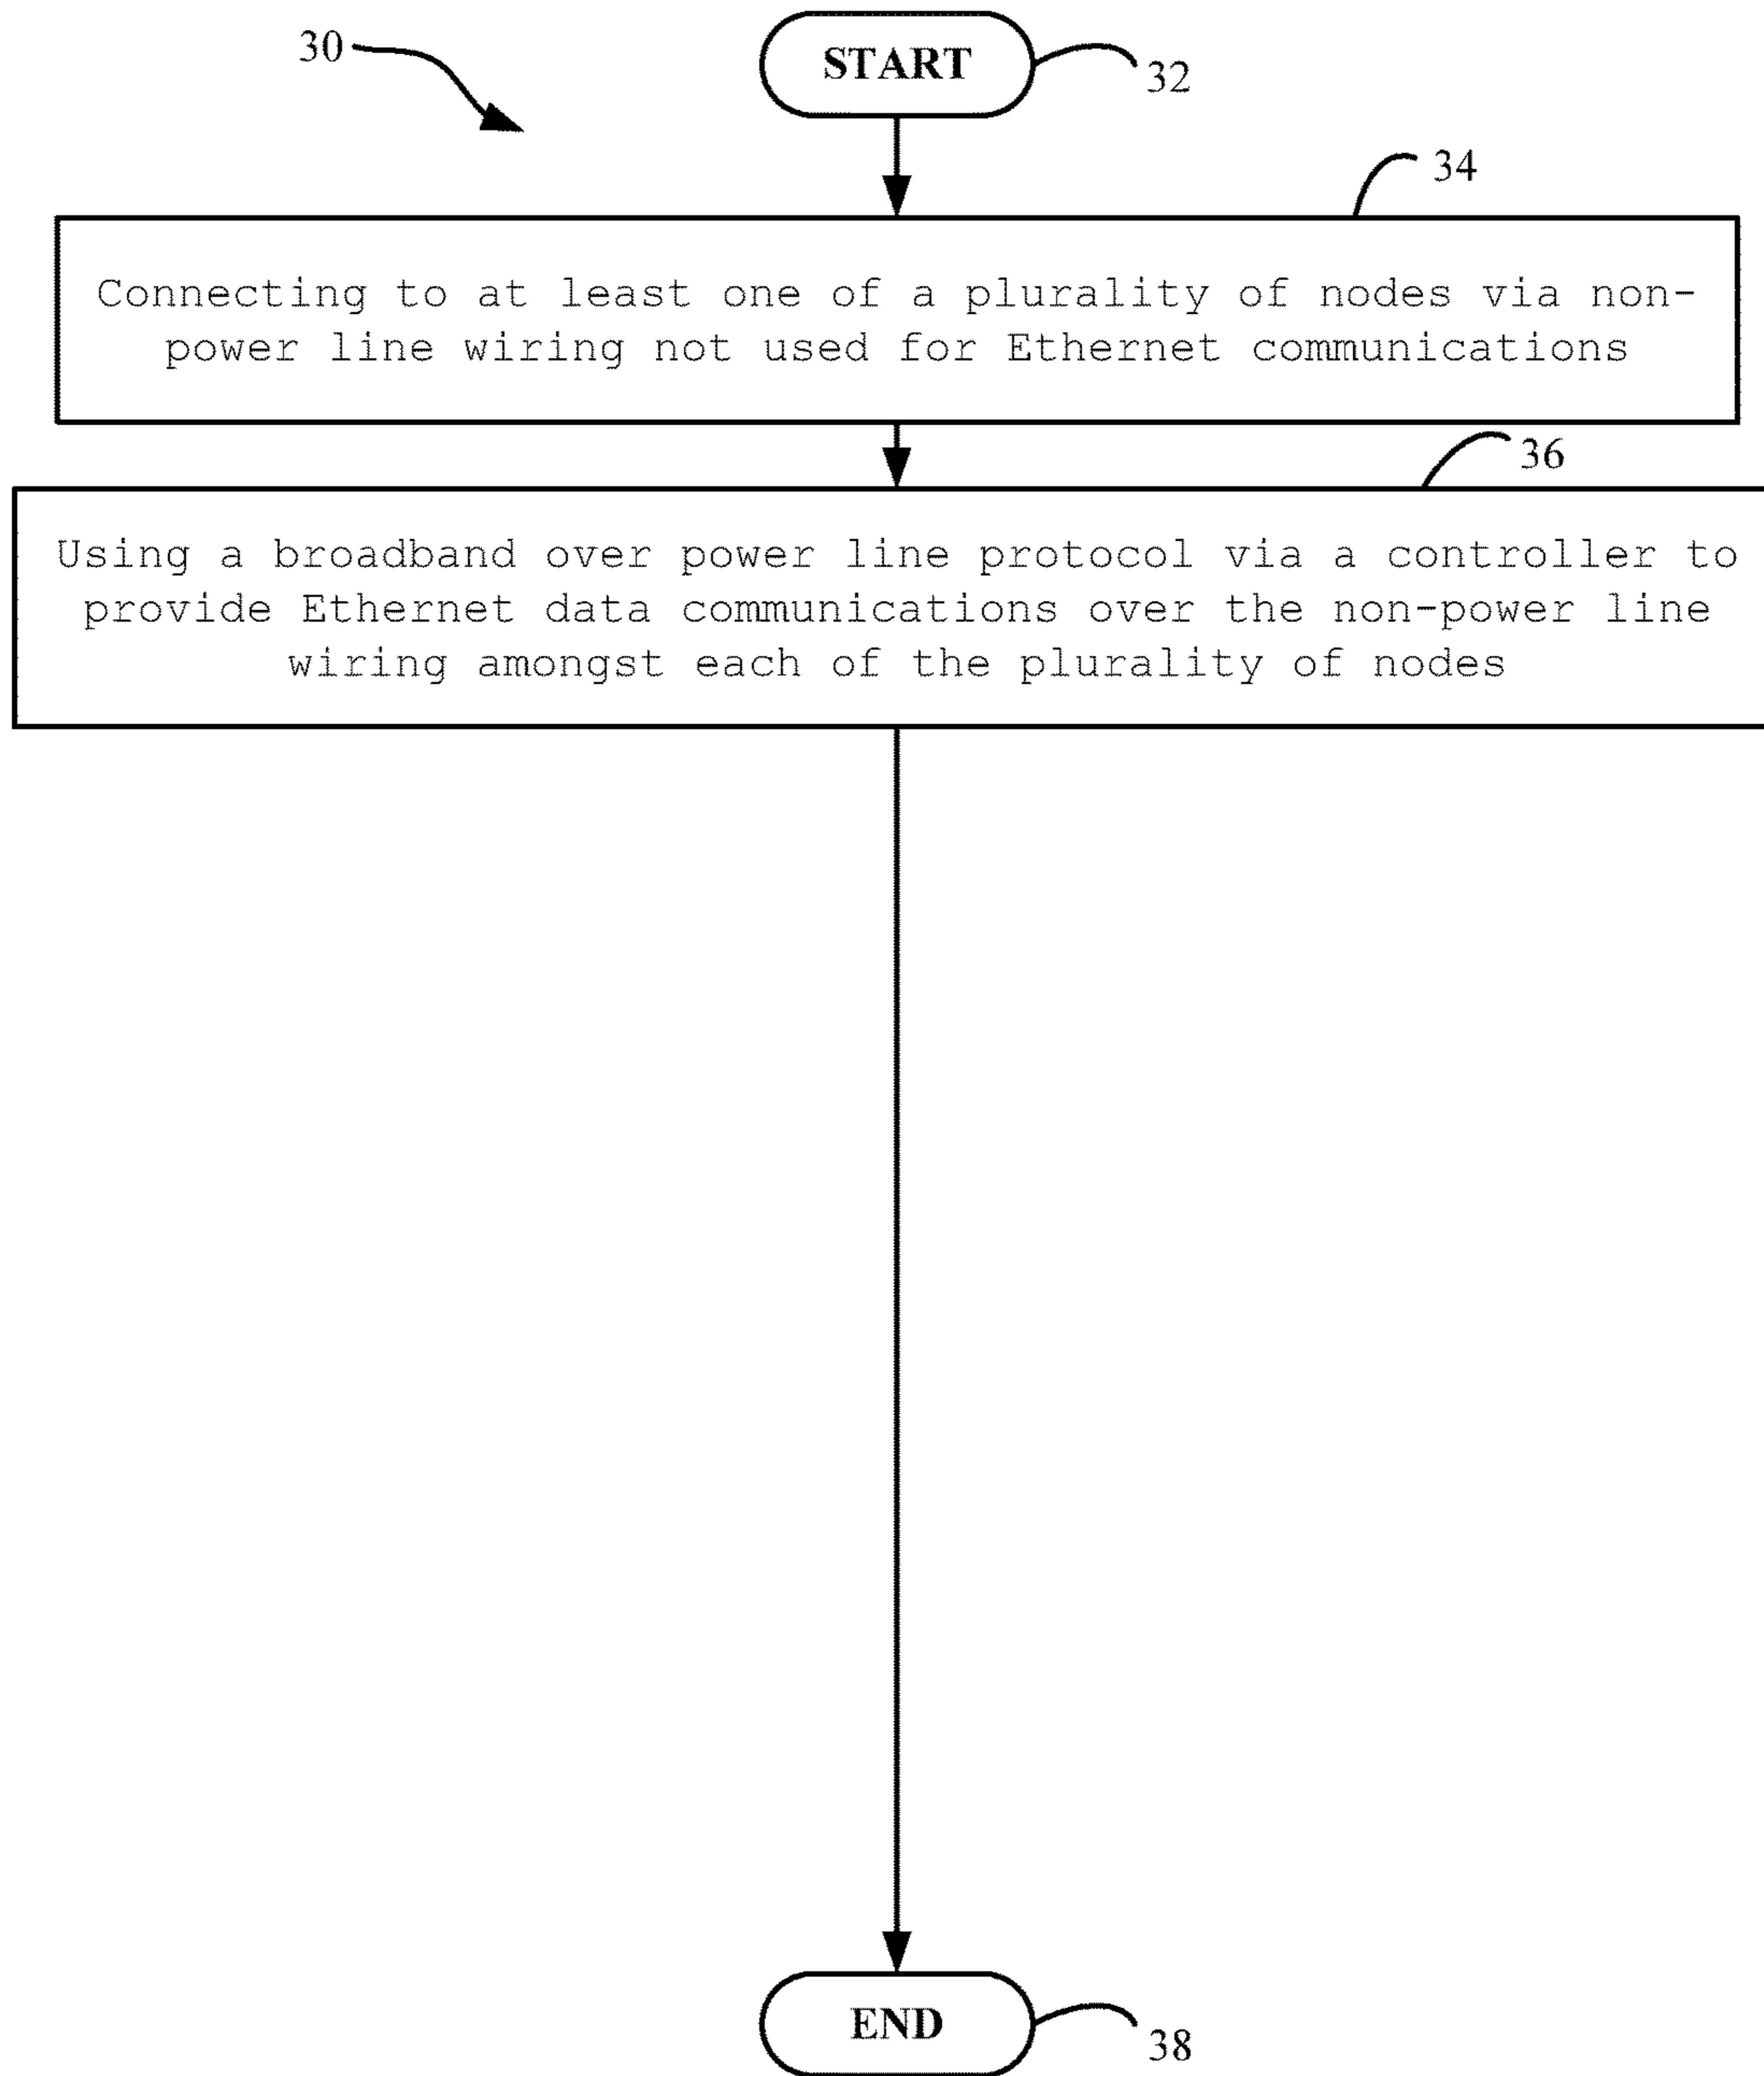 30
START
32
34
Connecting to at least one of a plurality of nodes via non-
power line wiring not used for Ethernet communications
36
Using a broadband over power line protocol via a controller to
provide Ethernet data communications over the non-power line
wiring amongst each of the plurality of nodes
END
38